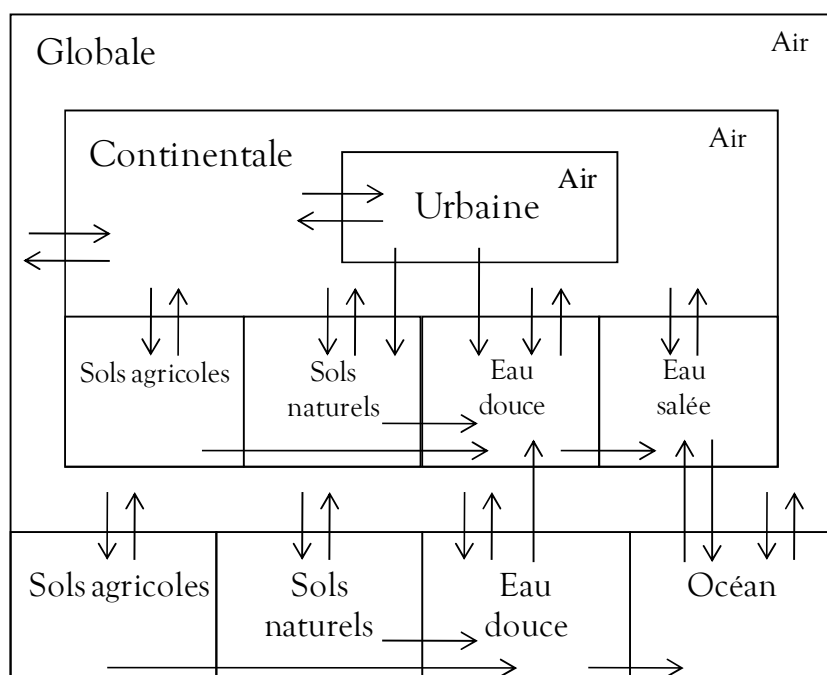 Globale
Air
Continentale
Air
Air
Urbaine
Sols agricoles
Sols
naturels
Eau
douce
Eau
salée
Sols agricoles
Sols
naturels
Eau
douce
Océan